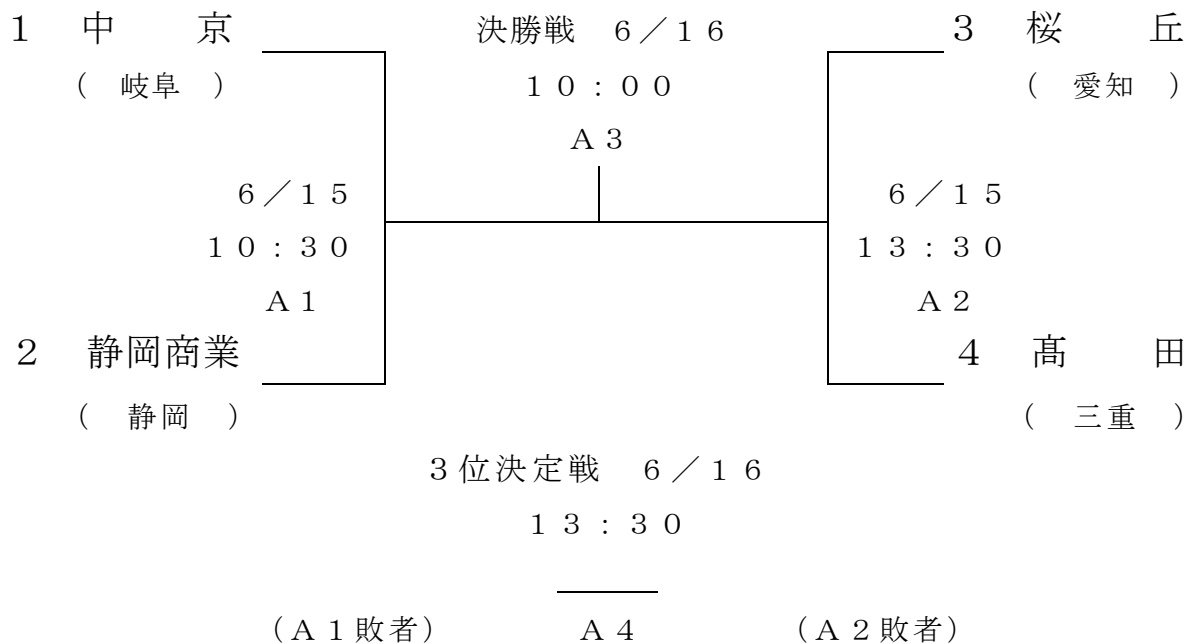 1 中 京
( 岐阜 )
決勝戦 6／16
10:00
A3
3 桜 丘
( 愛知 )
6／15
10:30
A1
6／15
13:30
A2
2 静岡商業
( 静岡 )
4 髙 田
( 三重 )
3位決定戦 6／16
13:30
(A1敗者) A4 (A2敗者)